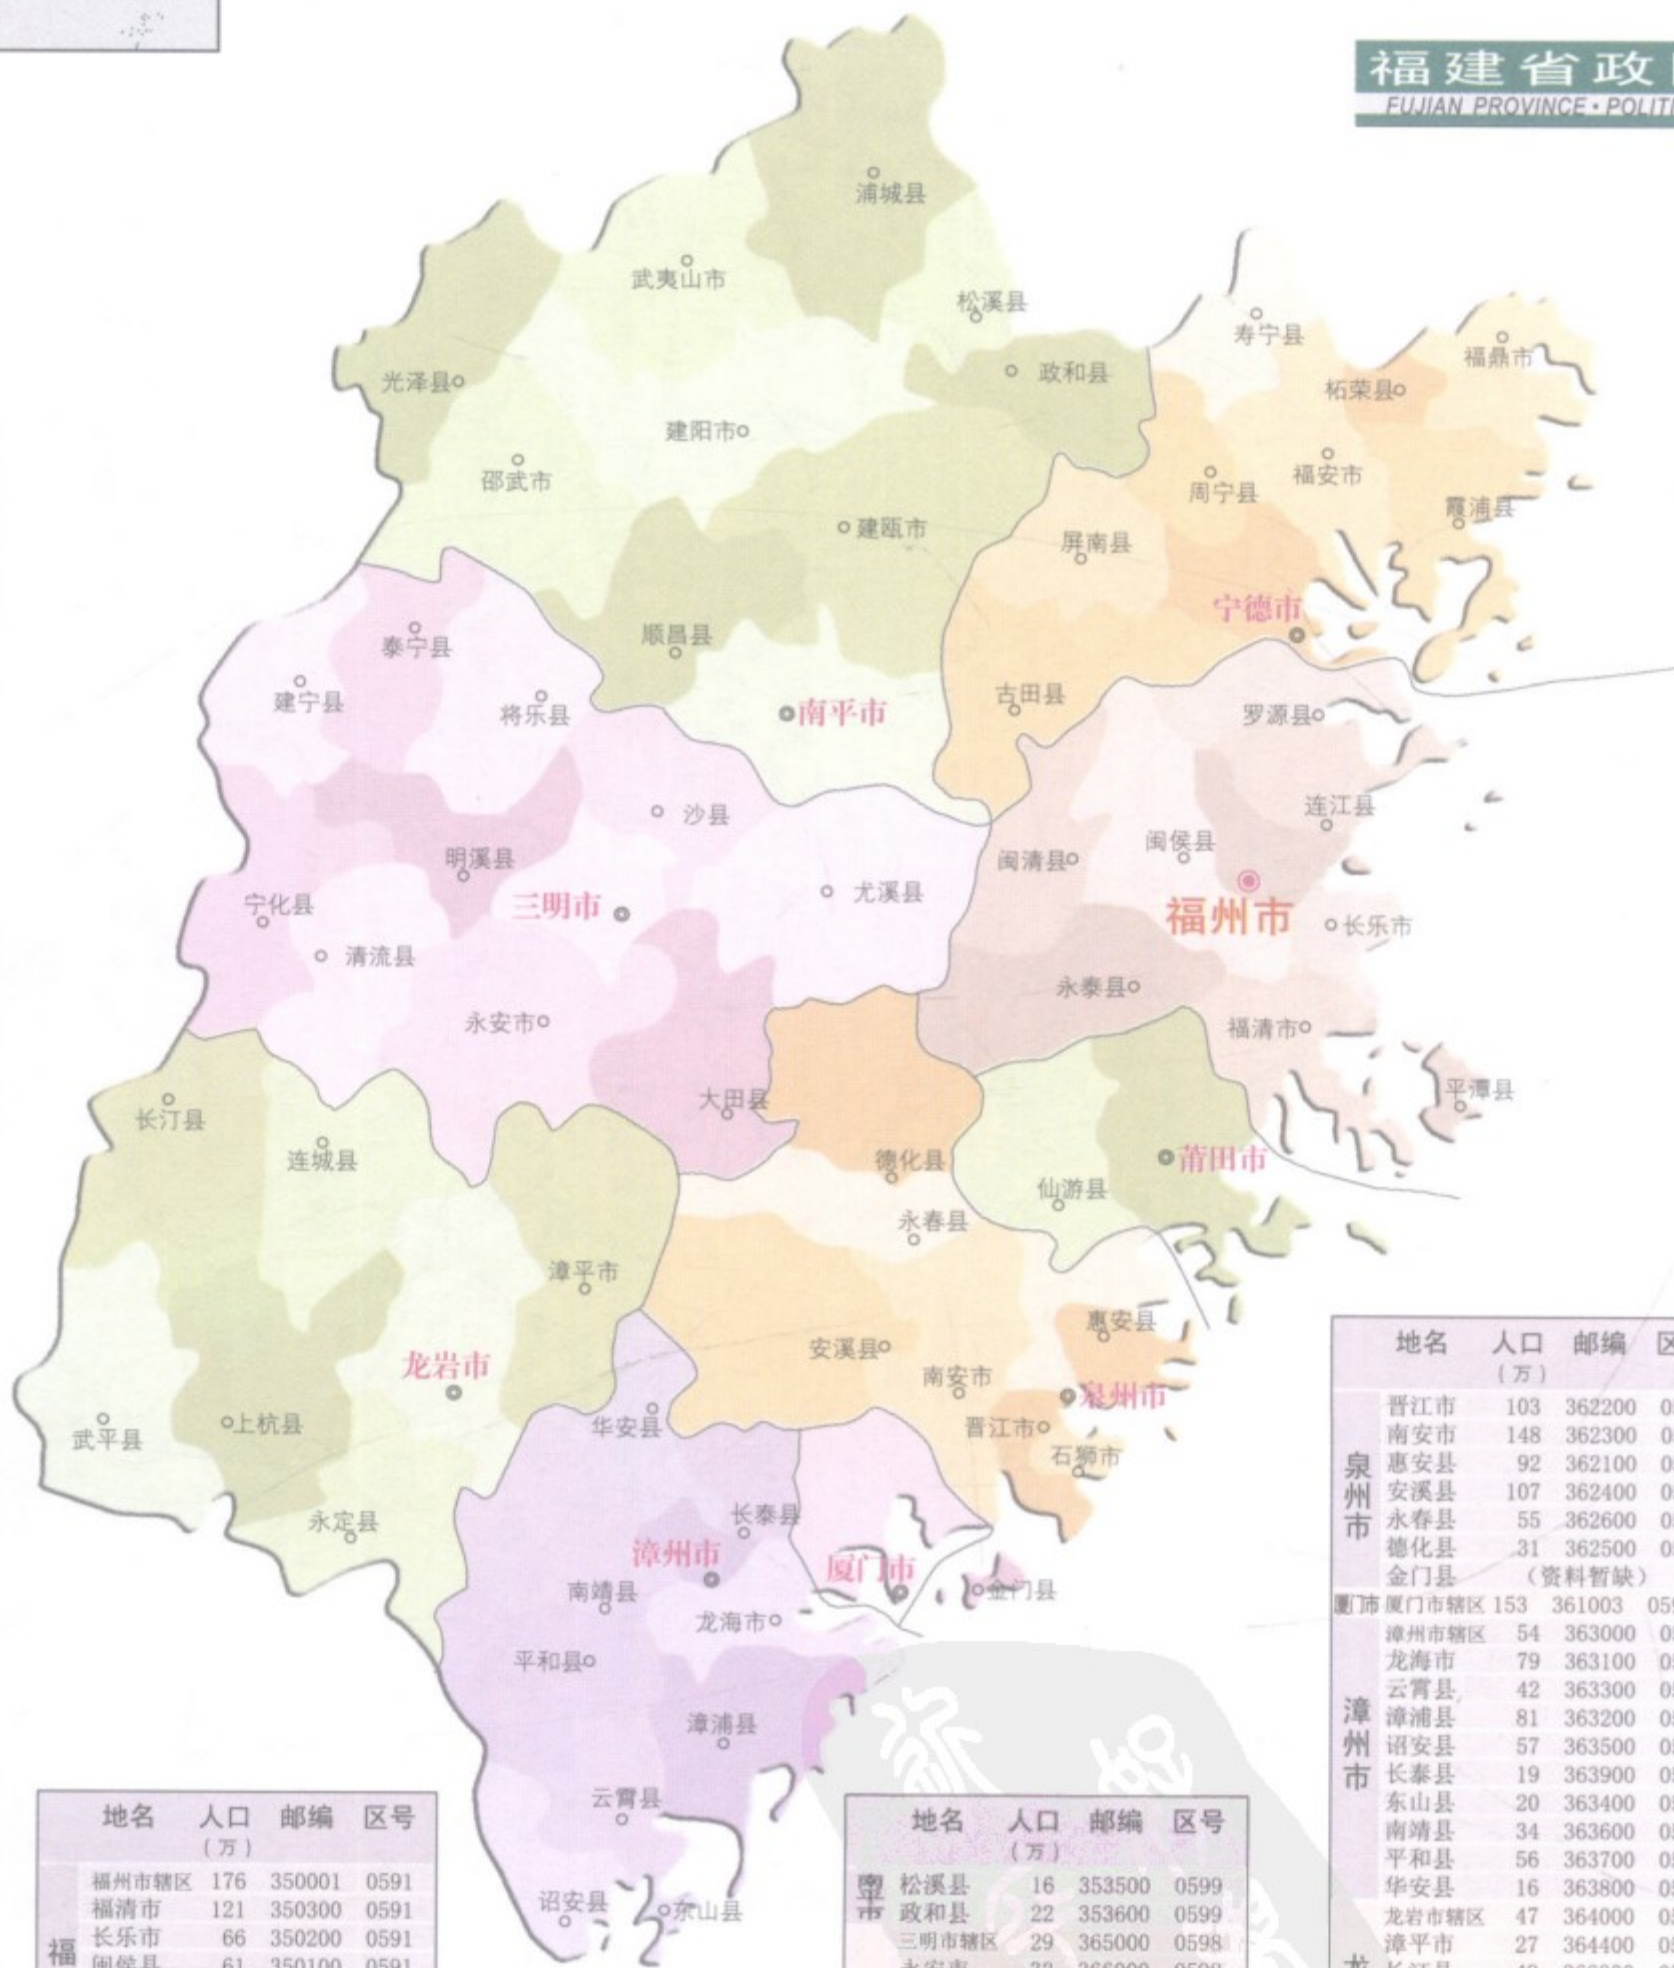 福建省政
FUJIAN PROVINCE·POLITI
浦城县
武夷山市
松溪县
寿宁县
福鼎市
光泽县
政和县
柘荣县
建阳市
邵武市
周宁县
福安市
霞浦县
建瓯市
屏南县
宁德市
泰宁县
顺昌县
建宁县
将乐县
南平市
古田县
罗源县
沙县
连江县
闽侯县
明溪县
闽清县
尤溪县
宁化县
三明市
福州市
长乐市
清流县
永泰县
永安市
福清市
大田县
平潭县
长汀县
连城县
德化县
莆田市
仙游县
永春县
漳平市
惠安县
安溪县
龙岩市
南安市
泉州市
武平县
上杭县
华安县
晋江市
石狮市
永定县
长泰县
漳州市
厦门市
南靖县
金门县
龙海市
平和县
漳浦县
云霄县
诏安县
东山县
地名 人口 邮编 区号
(万)
福州市辖区 176 350001 0591
福清市 121 350300 0591
长乐市 66 350200 0591
福
闽侯县 61 350100 0591
地名 人口 邮编 区号
(万)
南平市
松溪县 16 353500 0599
政和县 22 353600 0599
三明市辖区 29 365000 0598
地名 人口 邮编
(万)
泉州市
晋江市 103 362200
南安市 148 362300
惠安县 92 362100
安溪县 107 362400
永春县 55 362600
德化县 31 362500
金门县 (资料暂缺)
厦门市 厦门市辖区 153 361003
漳州市
漳州市辖区 54 363000
龙海市 79 363100
云霄县 42 363300
漳浦县 81 363200
诏安县 57 363500
长泰县 19 363900
东山县 20 363400
南靖县 34 363600
平和县 56 363700
华安县 16 363800
龙岩市辖区 47 364000
漳平市 27 364400